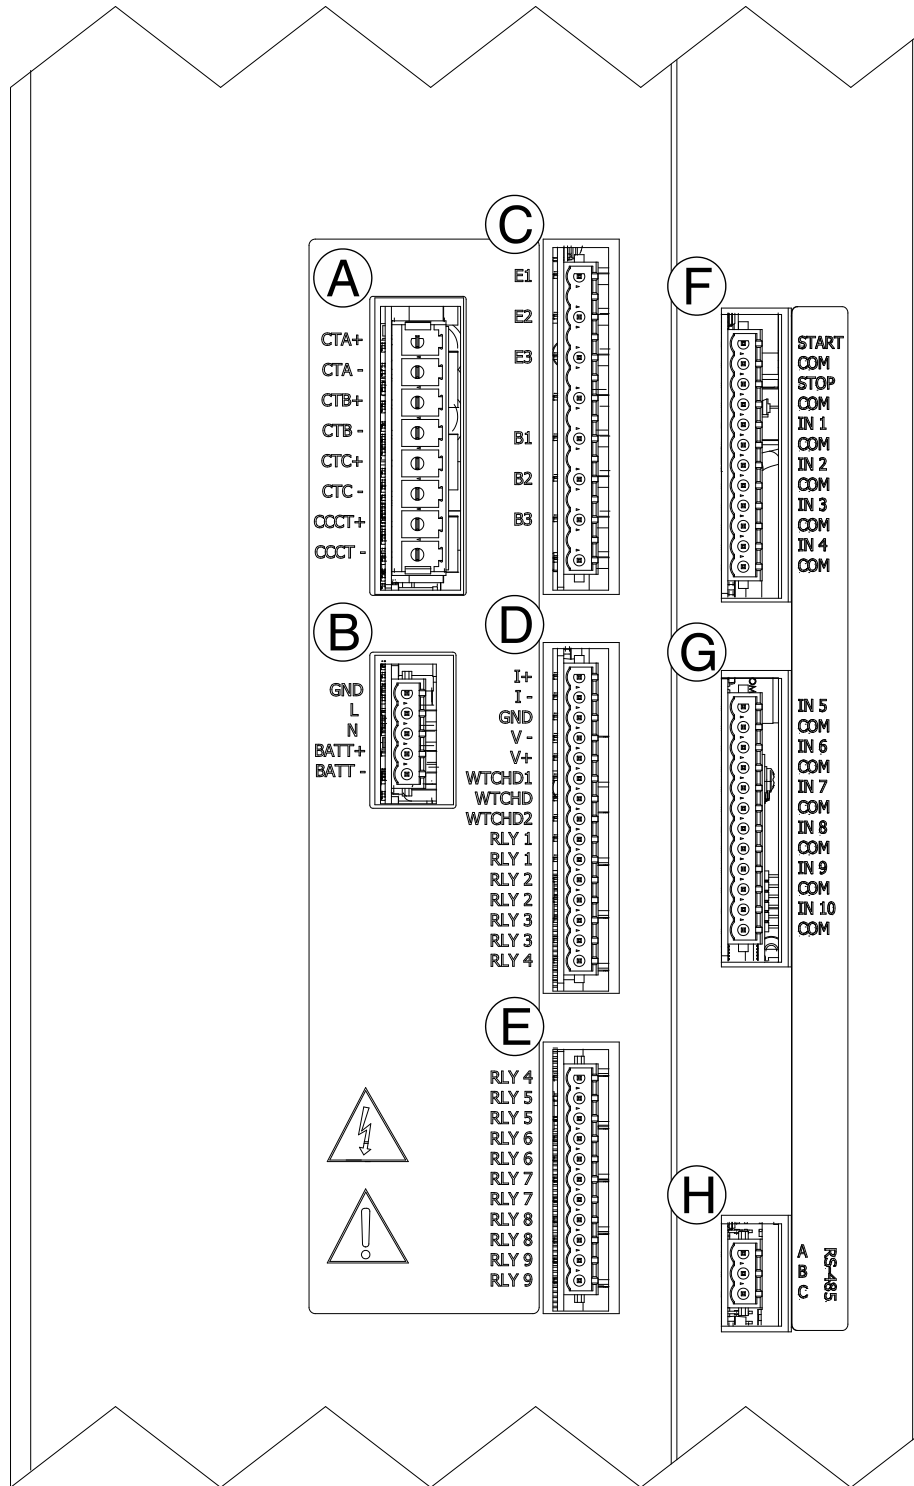 A
CTA+
CTA -
CTB+
CTB -
CTC+
CTC -
CCCT+
CCCT -
B
GND
L
N
BATT+
BATT -
C
E1
E2
E3
B1
B2
B3
D
I+
I -
GND
V -
V+
WTCHD1
WTCHD
WTCHD2
RLY 1
RLY 1
RLY 2
RLY 2
RLY 3
RLY 3
RLY 4
E
RLY 4
RLY 5
RLY 5
RLY 6
RLY 6
RLY 7
RLY 7
RLY 8
RLY 8
RLY 9
RLY 9
F
START
COM
STOP
COM
IN 1
COM
IN 2
COM
IN 3
COM
IN 4
COM
G
IN 5
COM
IN 6
COM
IN 7
COM
IN 8
COM
IN 9
COM
IN 10
COM
H
A
B
C
RS-485